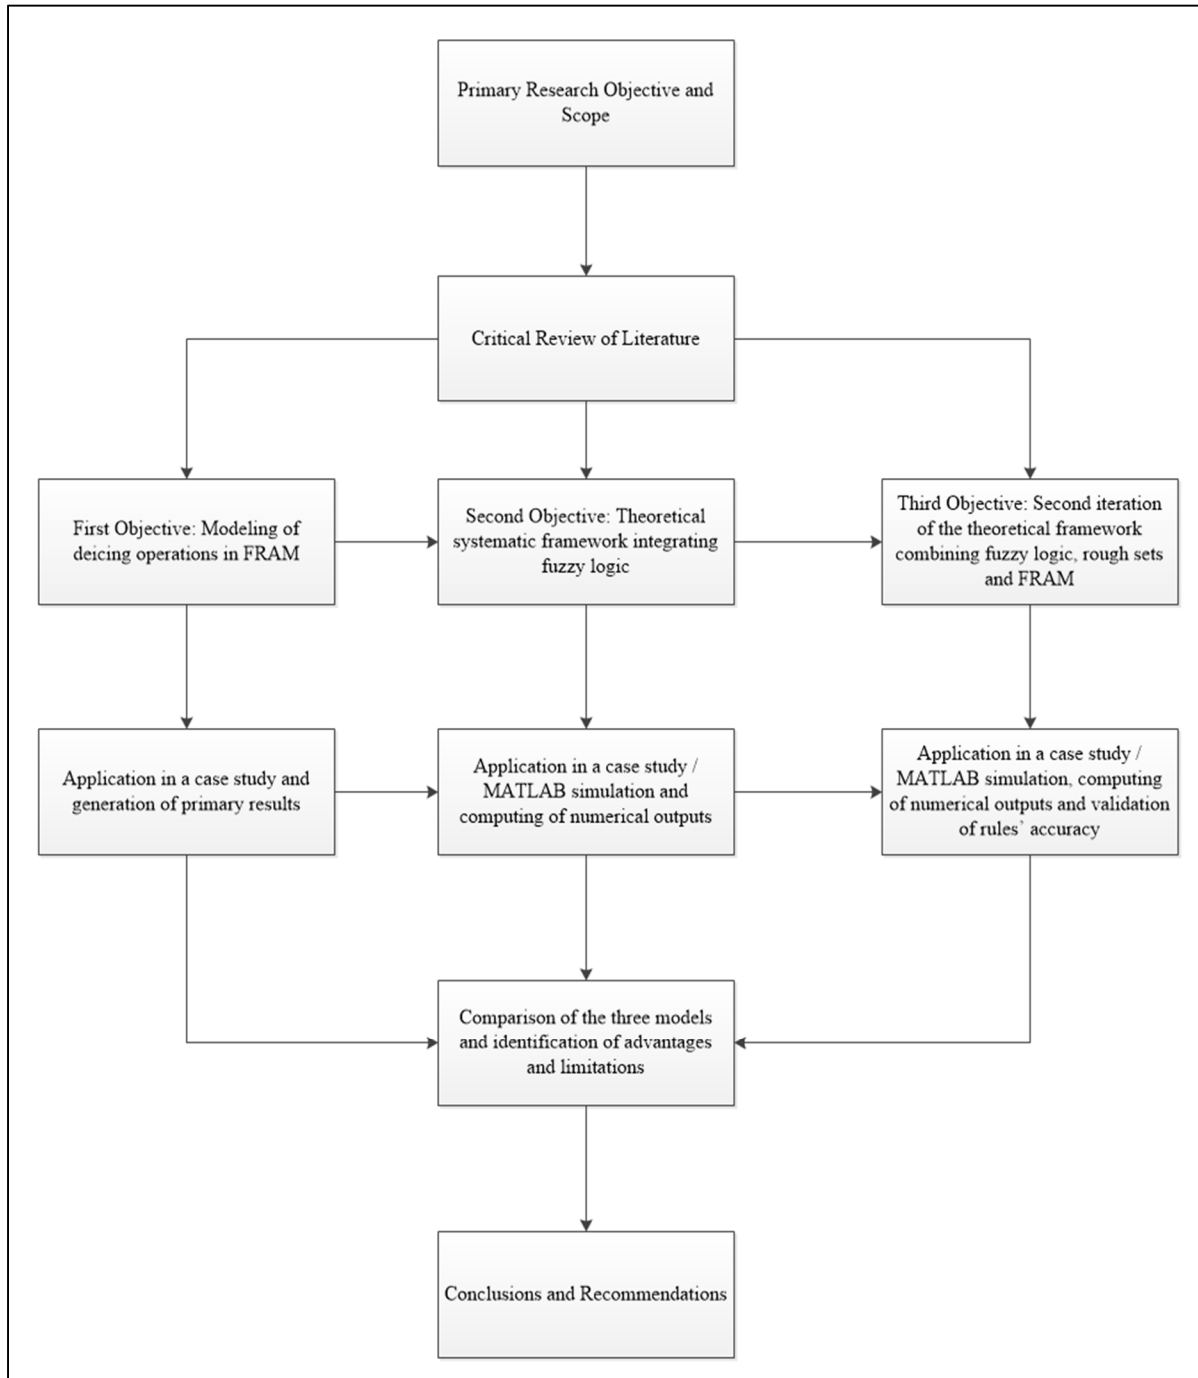 Primary Research Objective and
Scope
Critical Review of Literature
First Objective: Modeling of
deicing operations in FRAM
Second Objective: Theoretical
systematic framework integrating
fuzzy logic
Third Objective: Second iteration
of the theoretical framework
combining fuzzy logic, rough sets
and FRAM
Application in a case study and
generation of primary results
Application in a case study /
MATLAB simulation and
computing of numerical outputs
Application in a case study /
MATLAB simulation, computing
of numerical outputs and validation
of rules` accuracy
Comparison of the three models
and identification of advantages
and limitations
Conclusions and Recommendations